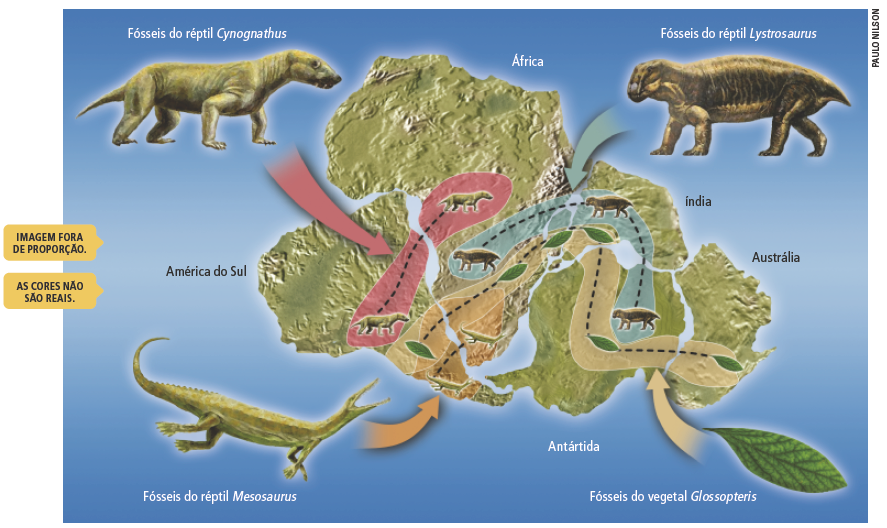 Fósseis do réptil Cynognathus
África
Fósseis do réptil Lystrosaurus
PAULO NILSON
IMAGEM FORA
DE PROPORÇÃO.
AS CORES NÃO
SÃO REAIS.
América do Sul
índia
Austrália
Antártida
Fósseis do réptil Mesosaurus
Fósseis do vegetal Glossopteris